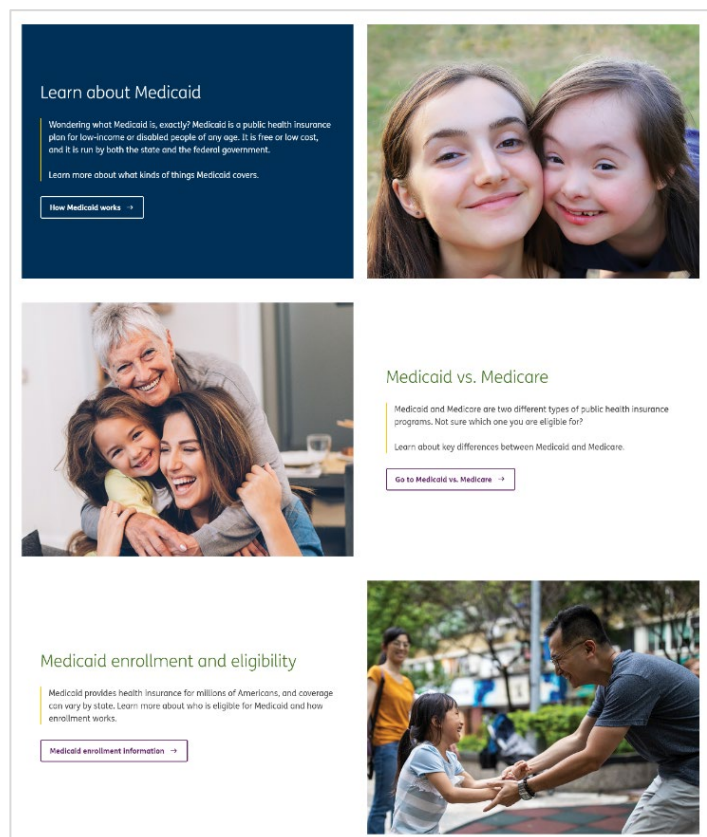 Learn about Medicaid
Wondering what Medicaid is, exactly? Medicaid is a public health insurance
plan for low-income or disabled people of any age. It is free or low cost,
and it is run by both the state and the federal government.
Learn more about what kinds of things Medicaid covers.
How Medicaid works →
Medicaid vs. Medicare
Medicaid and Medicare are two different types of public health insurance
programs. Not sure which one you are eligible for?
Learn about key differences between Medicaid and Medicare.
Go to Medicaid vs. Medicare →
Medicaid enrollment and eligibility
Medicaid provides health insurance for millions of Americans, and coverage
can vary by state. Learn more about who is eligible for Medicaid and how
enrollment works.
Medicaid enrollment information →